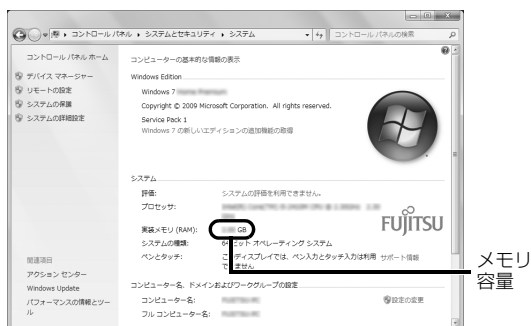 コントロール パネル ▸ システムとセキュリティ ▸ システム
コントロール パネルの検索
コントロール パネル ホーム
デバイス マネージャー
リモートの設定
システムの保護
システムの詳細設定
コンピューターの基本的な情報の表示
Windows Edition
Windows 7
Copyright © 2009 Microsoft Corporation. All rights reserved.
Service Pack 1
Windows 7 の新しいエディションの追加機能の取得
システム
評価: システムの評価を利用できません。
プロセッサ:
実装メモリ (RAM): GB
システムの種類: 64 ビット オペレーティング システム
ペンとタッチ: このディスプレイでは、ペン入力とタッチ入力は利用
できません
FUJITSU
サポート情報
メモリ
容量
コンピューター名、ドメインおよびワークグループの設定
コンピューター名:
設定の変更
フル コンピューター名:
関連項目
アクション センター
Windows Update
パフォーマンスの情報とツー
ル